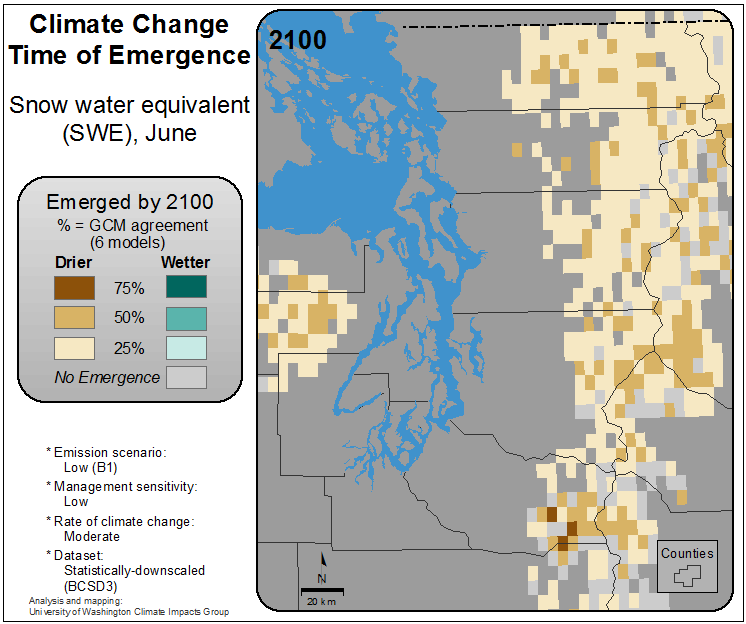 Climate Change
Time of Emergence
Snow water equivalent
(SWE), June
Emerged by 2100
% = GCM agreement
(6 models)
Drier Wetter
75%
50%
25%
No Emergence
* Emission scenario:
Low (B1)
* Management sensitivity:
Low
* Rate of climate change:
Moderate
* Dataset:
Statistically-downscaled
(BCSD3)
Analysis and mapping:
University of Washington Climate Impacts Group
2100
N
20 km
Counties